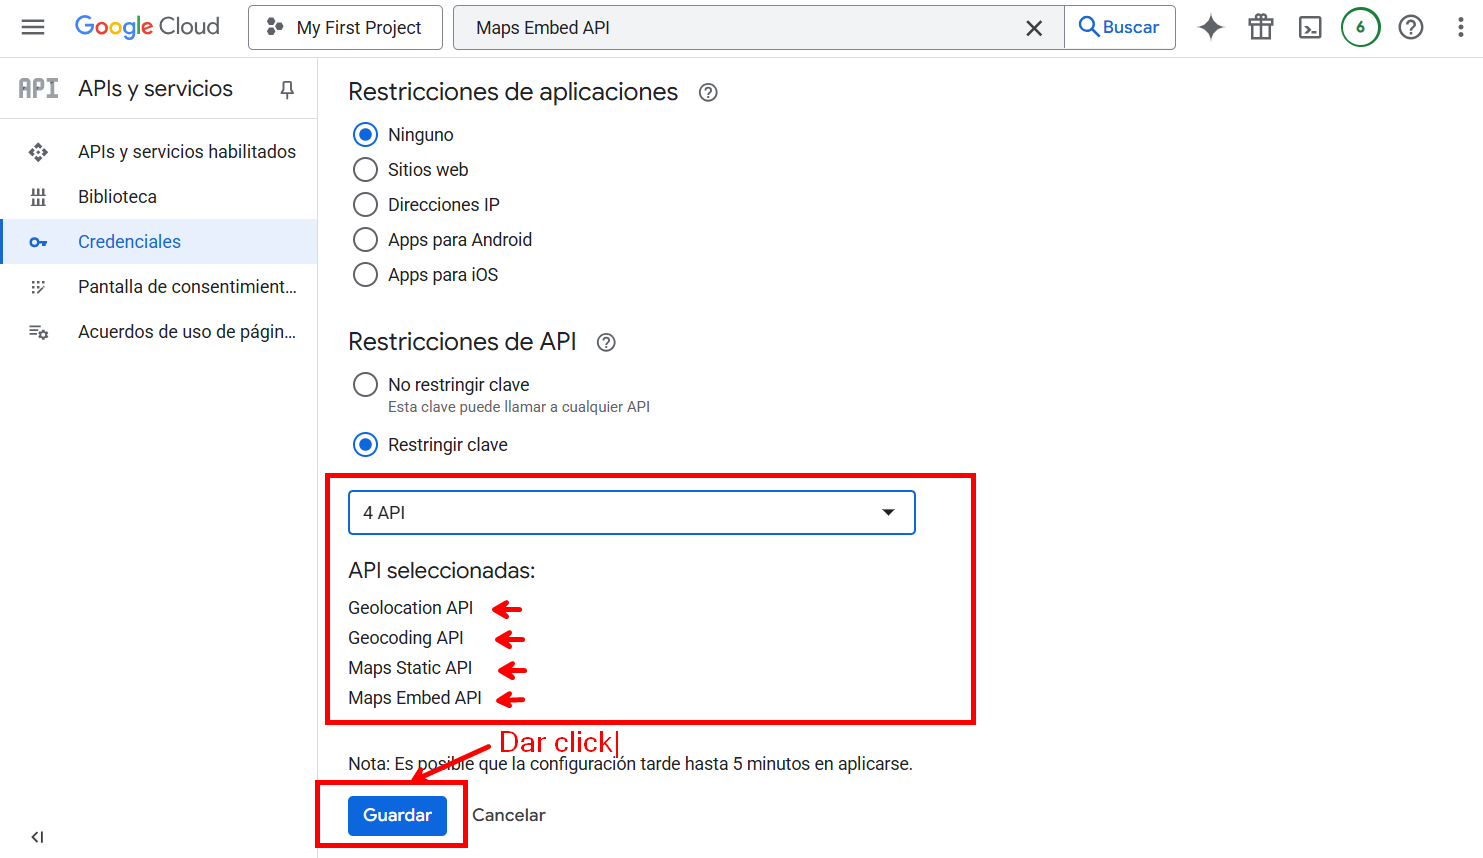 Google Cloud
My First Project
Maps Embed API
Buscar
6
API
APIs y servicios
APIs y servicios habilitados
Biblioteca
Credenciales
Pantalla de consentimient...
Acuerdos de uso de págin...
Restricciones de aplicaciones
Ninguno
Sitios web
Direcciones IP
Apps para Android
Apps para iOS
Restricciones de API
No restringir clave
Esta clave puede llamar a cualquier API
Restringir clave
4 API
API seleccionadas:
Geolocation API
Geocoding API
Maps Static API
Maps Embed API
Dar click
Nota: Es posible que la configuración tarde hasta 5 minutos en aplicarse.
Guardar
Cancelar